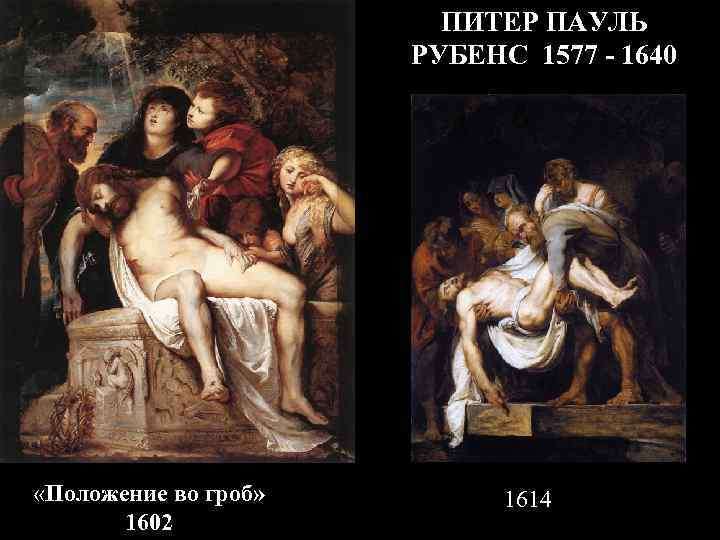 ПИТЕР ПАУЛЬ
РУБЕНС 1577 - 1640
«Положение во гроб»
1602
1614